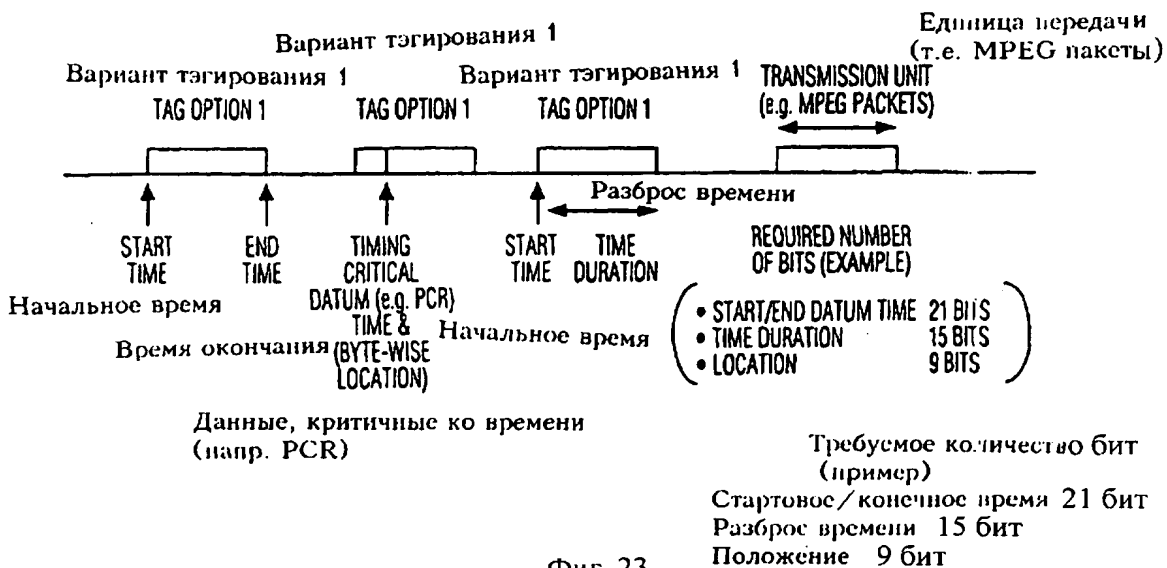 Вариант тэгирования 1
Единица передачи
(т.е. MPEG пакеты)
Вариант тэгирования 1
Вариант тэгирования 1
TAG OPTION 1
TAG OPTION 1
TAG OPTION 1
TRANSMISSION UNIT
(e.g. MPEG PACKETS)
Разброс времени
START
TIME
END
TIME
TIMING
CRITICAL
DATUM (e.g. PCR)
TIME &
(BYTE-WISE
LOCATION)
START
TIME
TIME
DURATION
REQUIRED NUMBER
OF BITS (EXAMPLE)
• START/END DATUM TIME 21 BITS
• TIME DURATION 15 BITS
• LOCATION 9 BITS
Начальное время
Время окончания
Начальное время
Данные, критичные ко времени
(напр. PCR)
Требуемое количество бит
(пример)
Стартовое/конечное время 21 бит
Разброс времени 15 бит
Положение 9 бит
Фиг. 23